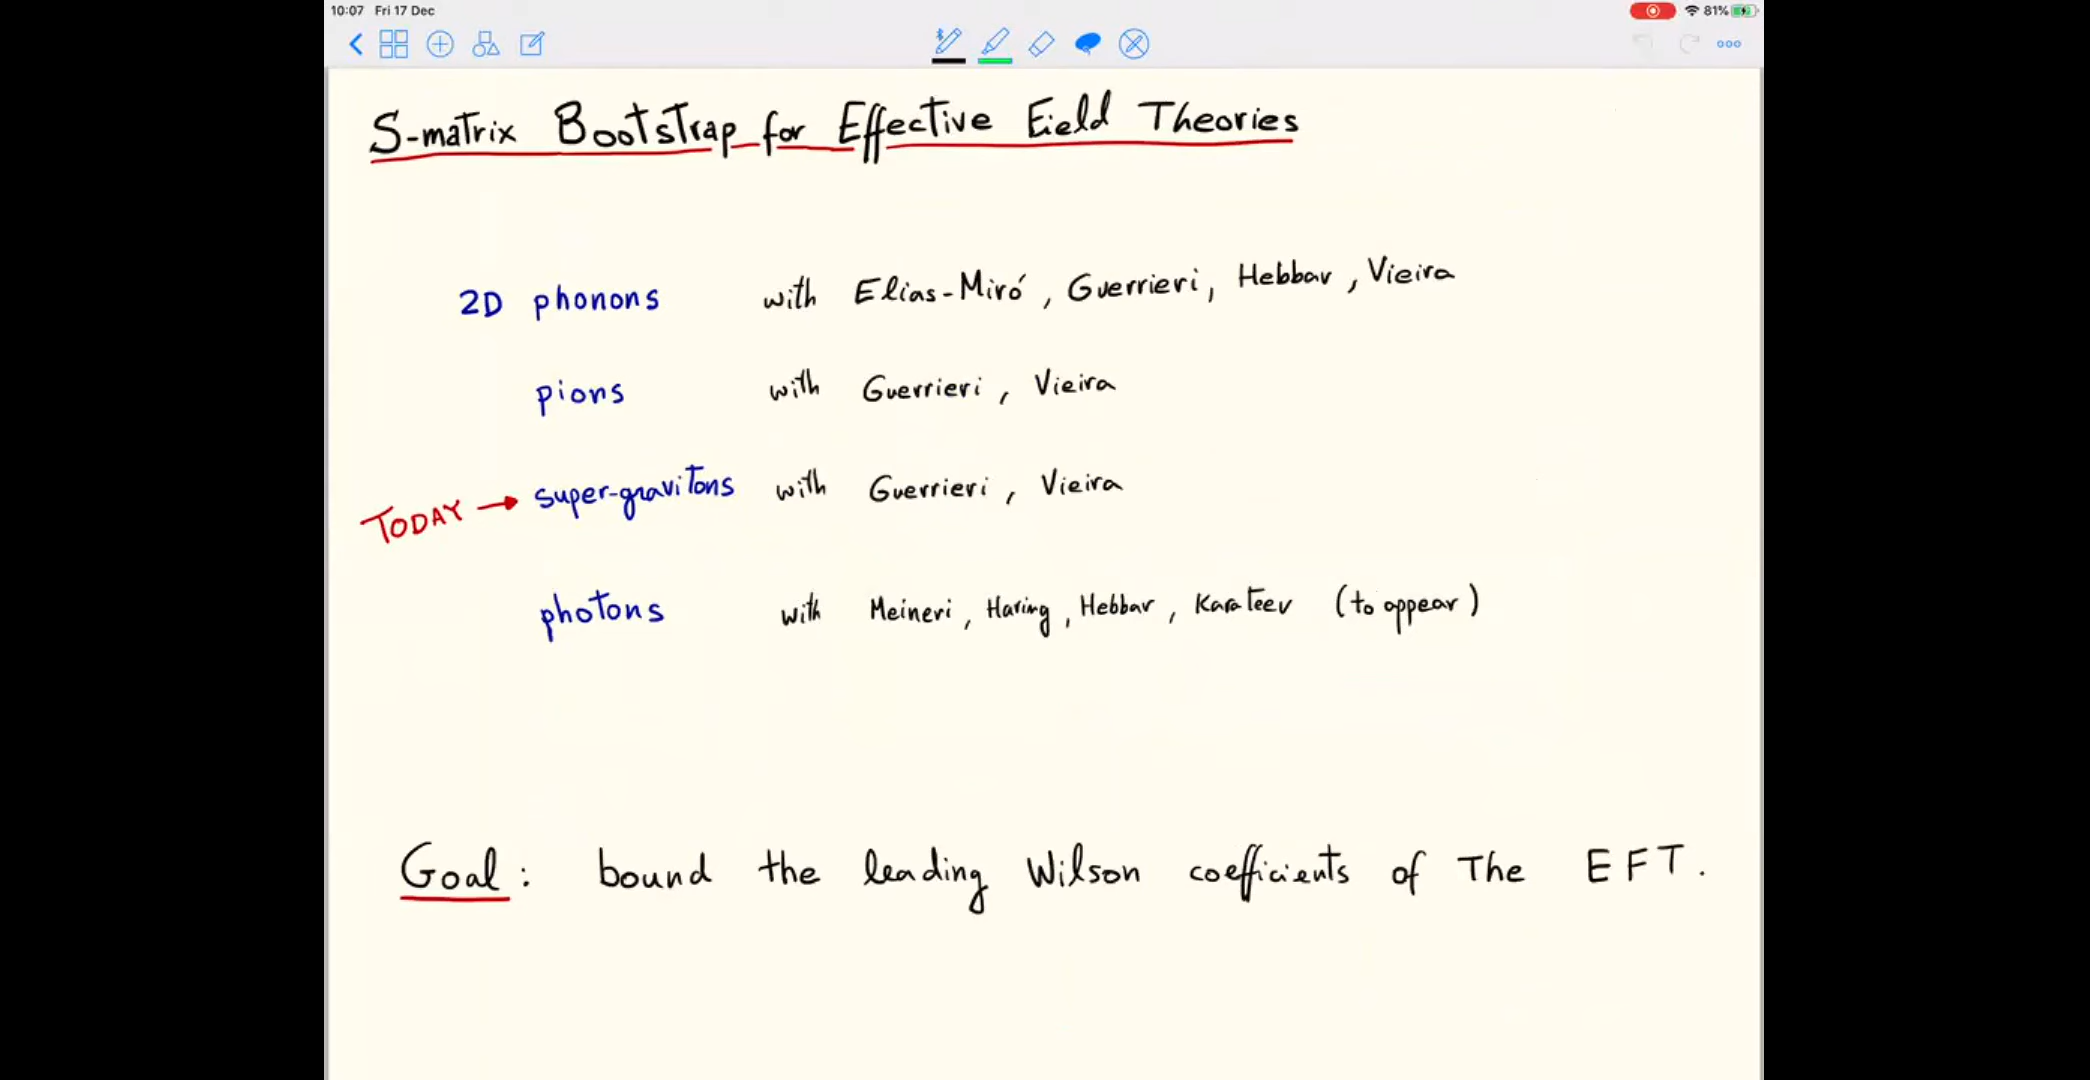 10:07 Fri 17 Dec
81%
S-matrix Bootstrap for Effective Field Theories
2D phonons with Elias-Miró, Guerrieri, Hebbar, Vieira
pions with Guerrieri, Vieira
TODAY → super-gravitons with Guerrieri, Vieira
photons with Meineri, Haring, Hebbar, Karateev (to appear)
Goal: bound the leading Wilson coefficients of The EFT.